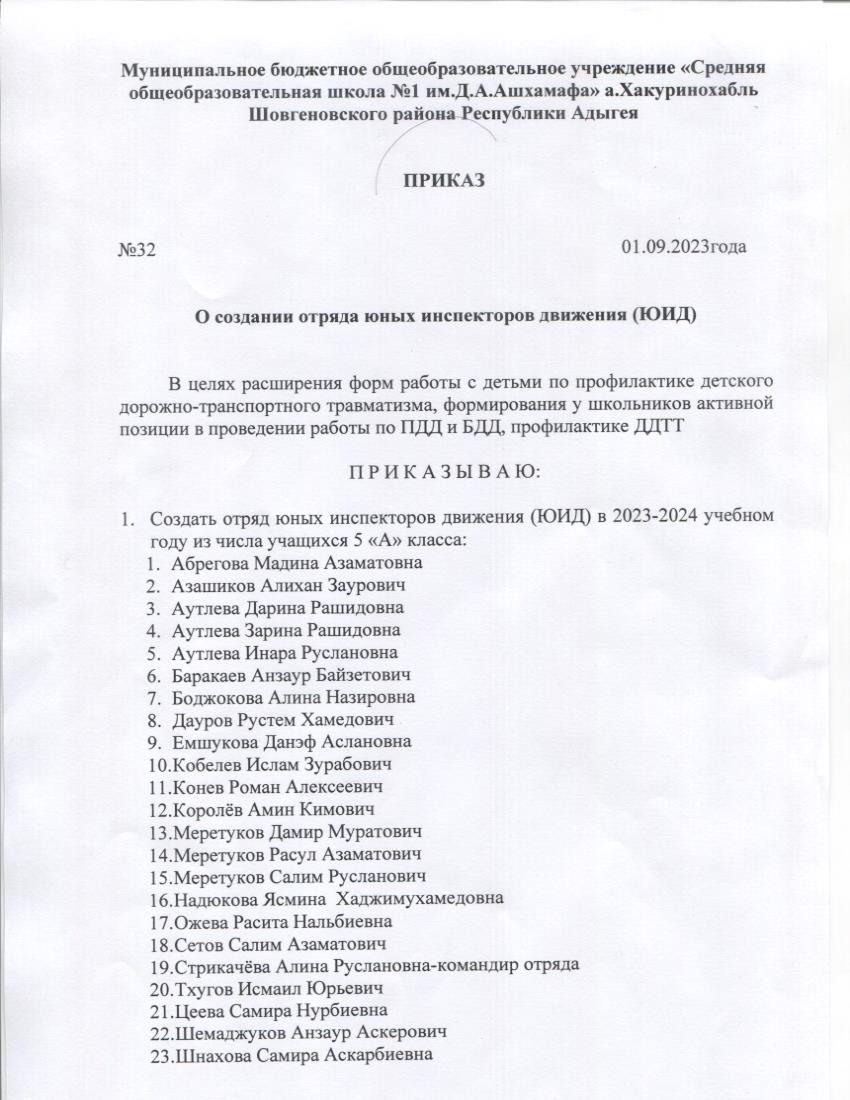 Муниципальное бюджетное общеобразовательное учреждение «Средняя
общеобразовательная школа №1 им.Д.А.Ашхамафа» а.Хакуринохабль
Шовгеновского района Республики Адыгея
ПРИКАЗ
№32 01.09.2023года
О создании отряда юных инспекторов движения (ЮИД)
В целях расширения форм работы с детьми по профилактике детского
дорожно-транспортного травматизма, формирования у школьников активной
позиции в проведении работы по ПДД и БДД, профилактике ДДТТ
П Р И К А З Ы В А Ю:
1. Создать отряд юных инспекторов движения (ЮИД) в 2023-2024 учебном
году из числа учащихся 5 «А» класса:
1. Абрегова Мадина Азаматовна
2. Азашиков Алихан Заурович
3. Аутлева Дарина Рашидовна
4. Аутлева Зарина Рашидовна
5. Аутлева Инара Руслановна
6. Баракаев Анзаур Байзетович
7. Боджокова Алина Назировна
8. Дауров Рустем Хамедович
9. Емшукова Данэф Аслановна
10.Кобелев Ислам Зурабович
11.Конев Роман Алексеевич
12.Королёв Амин Кимович
13.Меретуков Дамир Муратович
14.Меретуков Расул Азаматович
15.Меретуков Салим Русланович
16.Надюкова Ясмина Хаджимухамедовна
17.Ожева Расита Нальбиевна
18.Сетов Салим Азаматович
19.Стрикачёва Алина Руслановна-командир отряда
20.Тхугов Исмаил Юрьевич
21.Цеева Самира Нурбиевна
22.Шемаджуков Анзаур Аскерович
23.Шнахова Самира Аскарбиевна